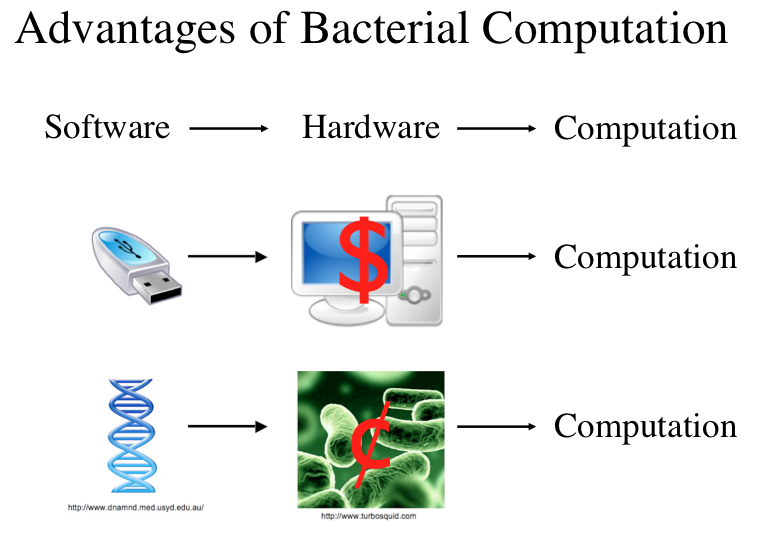 Advantages of Bacterial Computation
Software Hardware Computation
$ Computation
¢ Computation
http://www.dnamnd.med.usyd.edu.au/
http://www.turbosquid.com